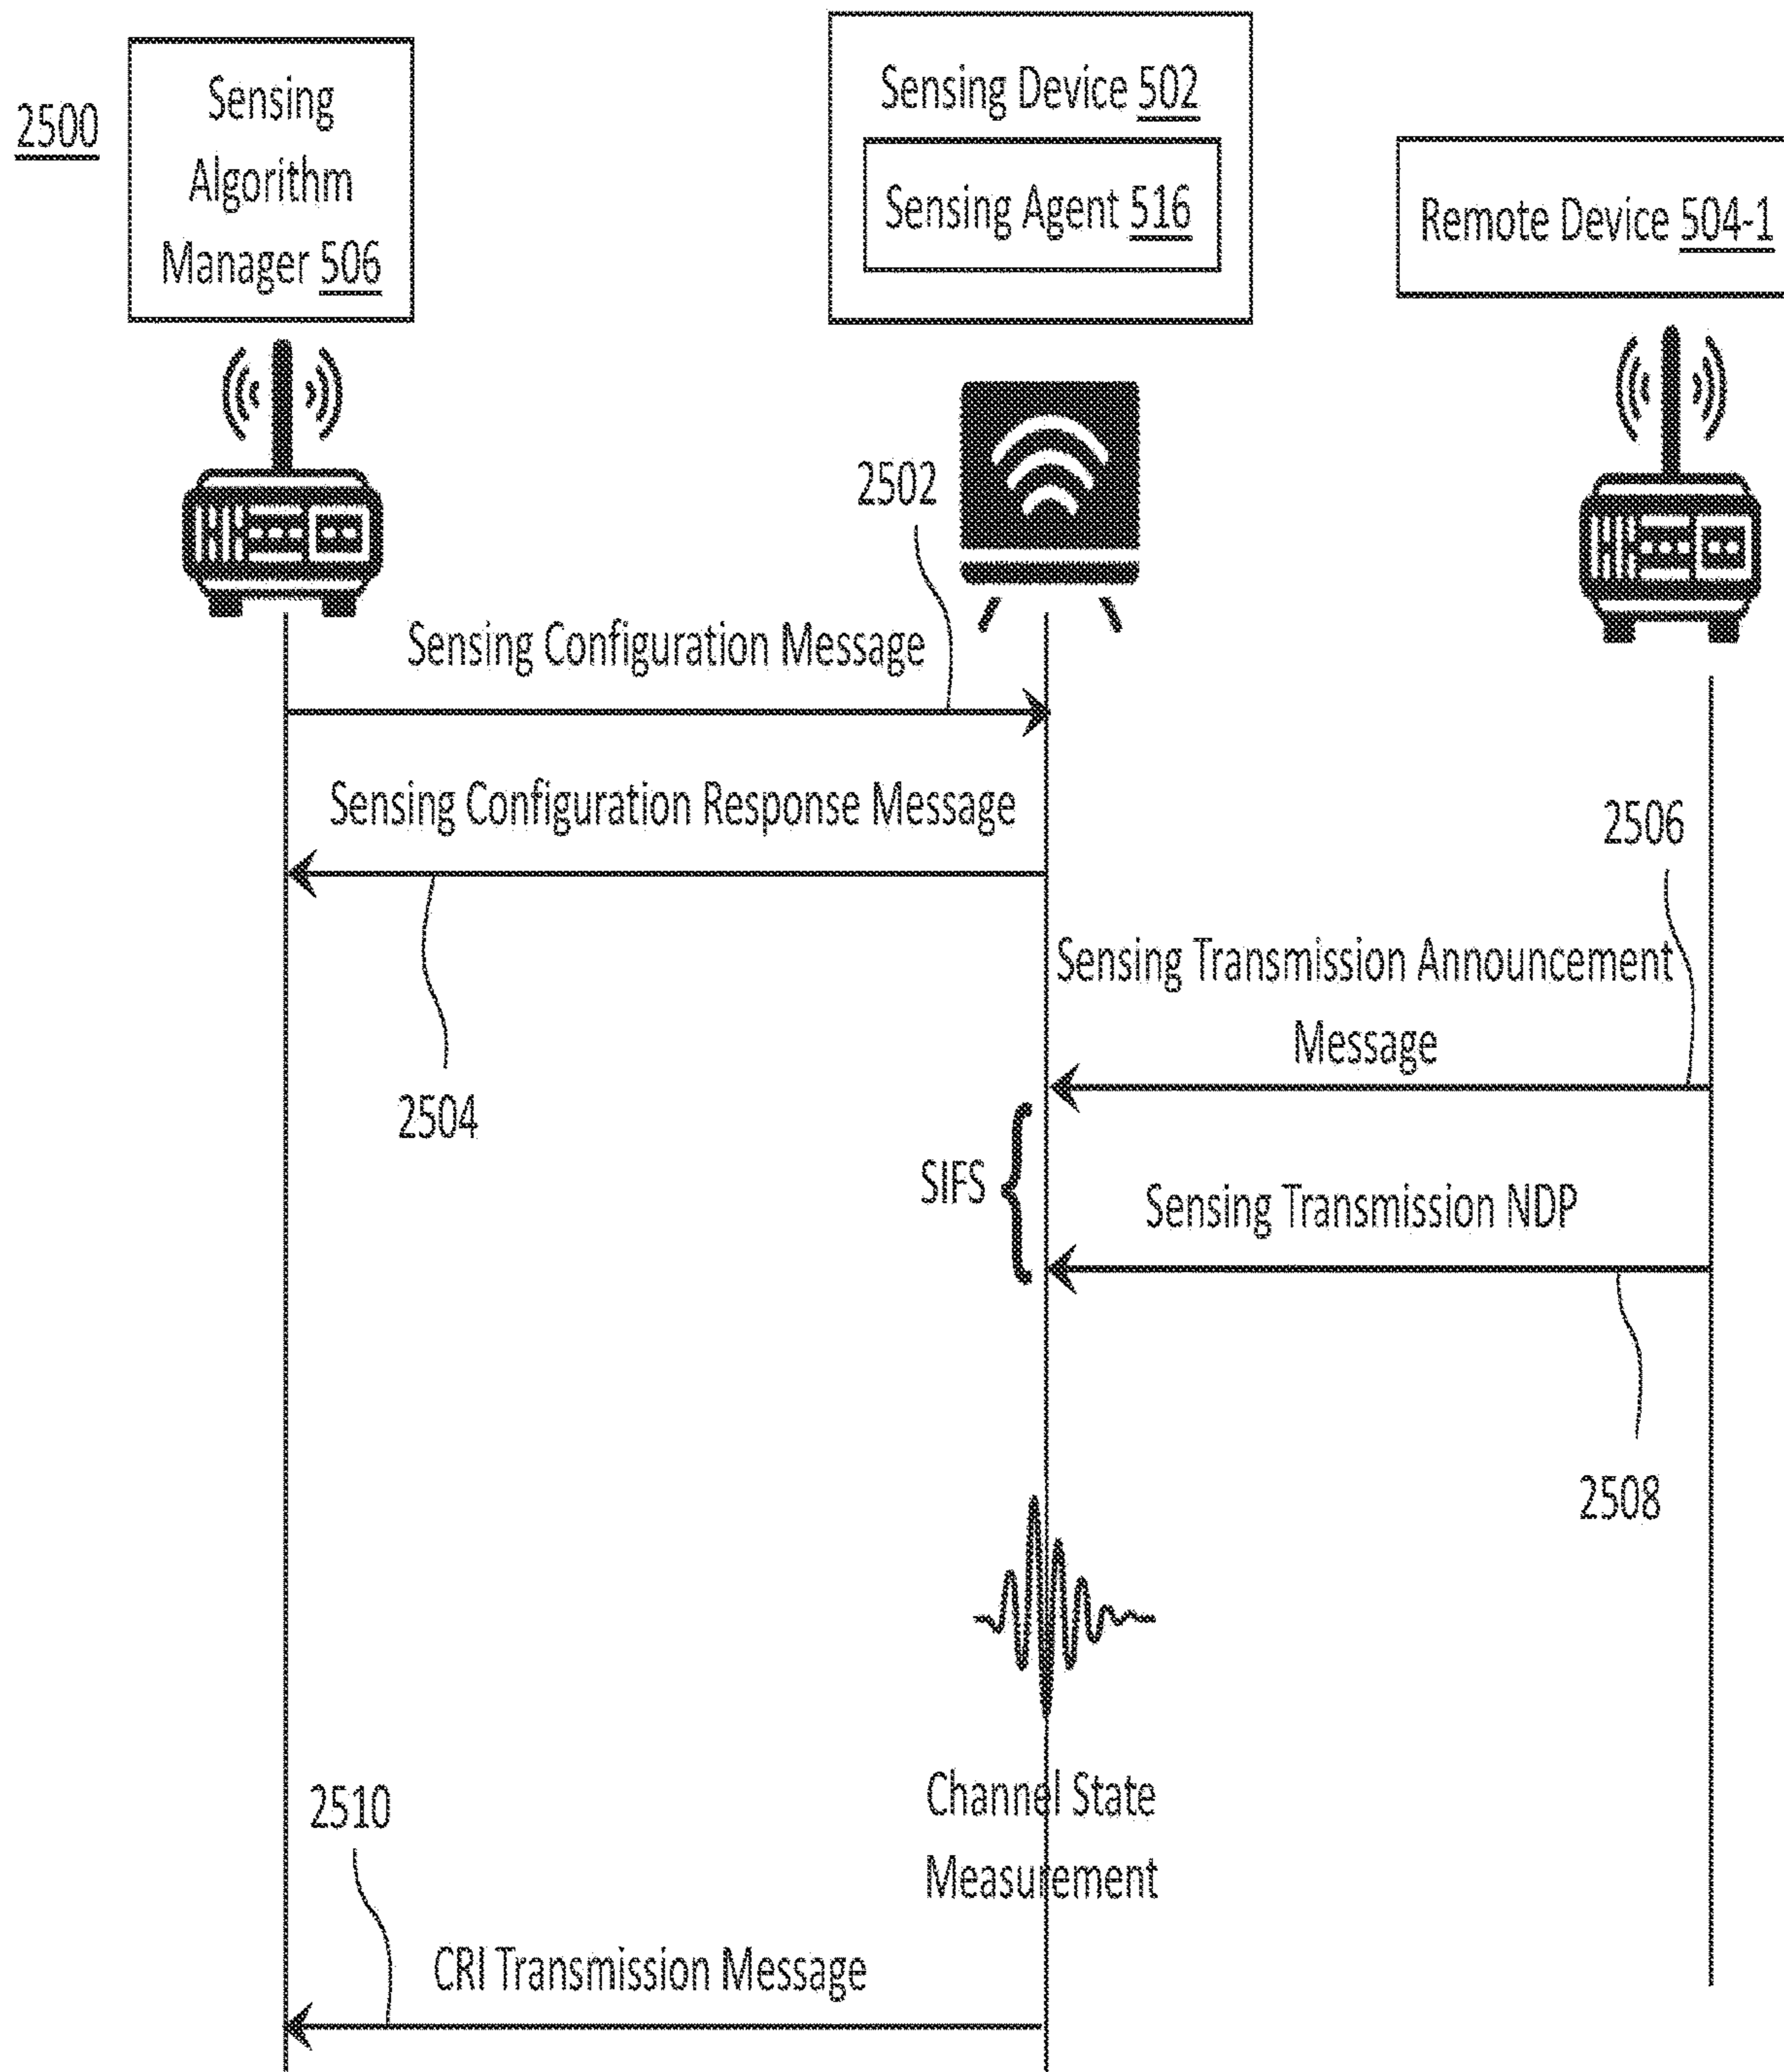 2500
Sensing
Algorithm
Manager 506
Sensing Device 502
Sensing Agent 516
Remote Device 504-1
2502
Sensing Configuration Message
Sensing Configuration Response Message
2504
2506
Sensing Transmission Announcement
Message
SIFS
Sensing Transmission NDP
2508
Channel State
Measurement
2510
CRI Transmission Message